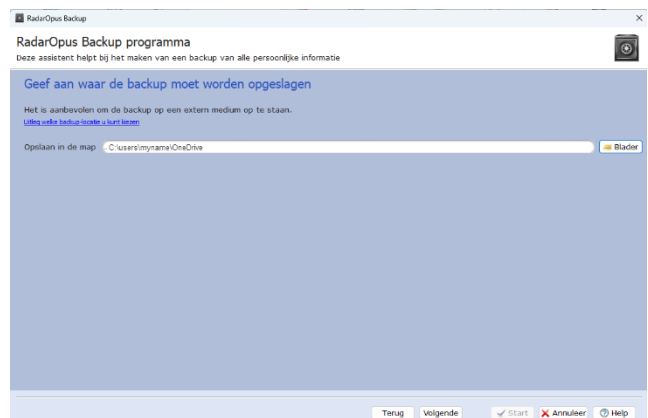 RadarOpus Backup
RadarOpus Backup programma
Deze assistent helpt bij het maken van een backup van alle persoonlijke informatie
Geef aan waar de backup moet worden opgeslagen
Het is aanbevolen om de backup op een extern medium op te staan.
Uitleg welke backup-locatie u kunt kiezen
Opslaan in de map C:\users\myname\OneDrive Blader
Terug Volgende Start Annuleer Help